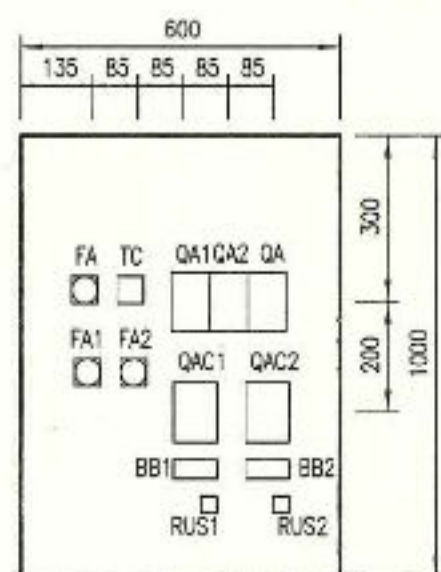 600
135 85 85 85 85
300
FA TC QA1 QA2 QA
200
1000
FA1 FA2 QAC1 QAC2
BB1 BB2
RUS1 RUS2